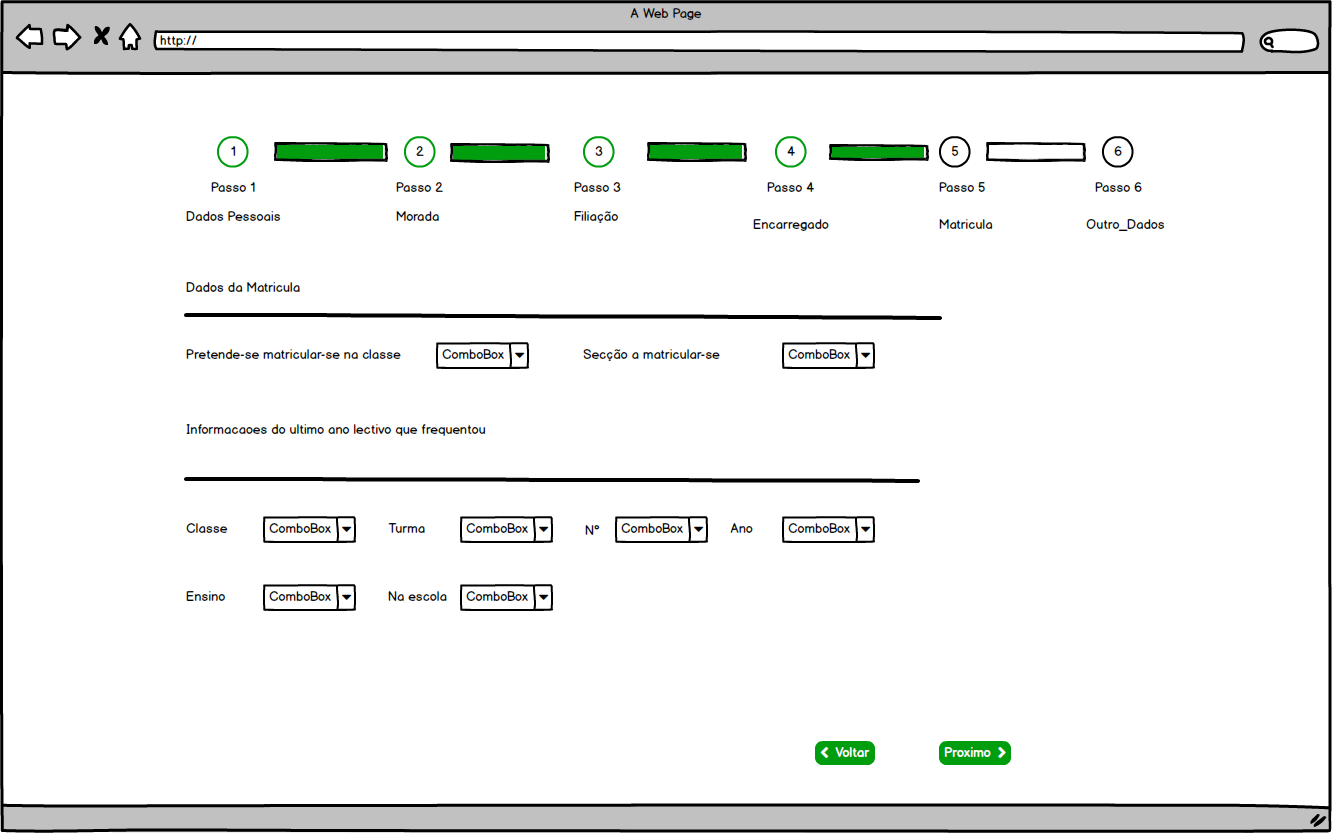 A Web Page
http://
1 2 3 4 5 6
Passo 1 Passo 2 Passo 3 Passo 4 Passo 5 Passo 6
Dados Pessoais Morada Filiação Encarregado Matricula Outro_Dados
Dados da Matricula
Pretende-se matricular-se na classe ComboBox Secção a matricular-se ComboBox
Informacaoes do ultimo ano lectivo que frequentou
Classe ComboBox Turma ComboBox Nº ComboBox Ano ComboBox
Ensino ComboBox Na escola ComboBox
Voltar Proximo